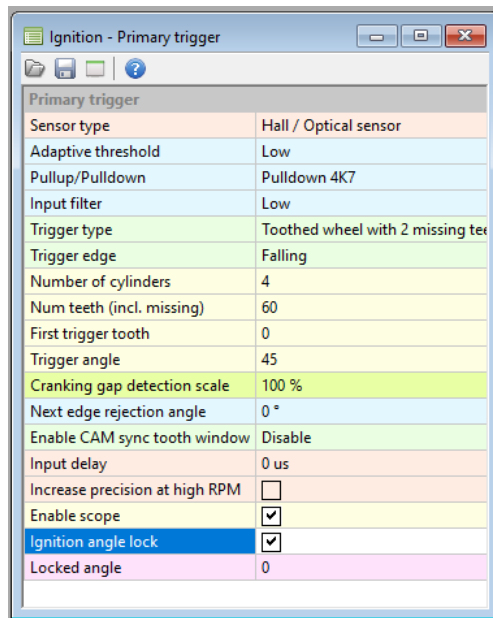 Ignition - Primary trigger
Primary trigger
Sensor type Hall / Optical sensor
Adaptive threshold Low
Pullup/Pulldown Pulldown 4K7
Input filter Low
Trigger type Toothed wheel with 2 missing tee
Trigger edge Falling
Number of cylinders 4
Num teeth (incl. missing) 60
First trigger tooth 0
Trigger angle 45
Cranking gap detection scale 100 %
Next edge rejection angle 0 °
Enable CAM sync tooth window Disable
Input delay 0 us
Increase precision at high RPM
Enable scope
Ignition angle lock
Locked angle 0